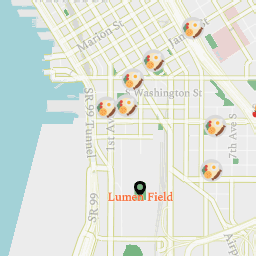 Marion St
Jam
S Washington St
SR 99 Tunnel
1st Av
7th Ave S
Lumen Field
SR 99
Airp